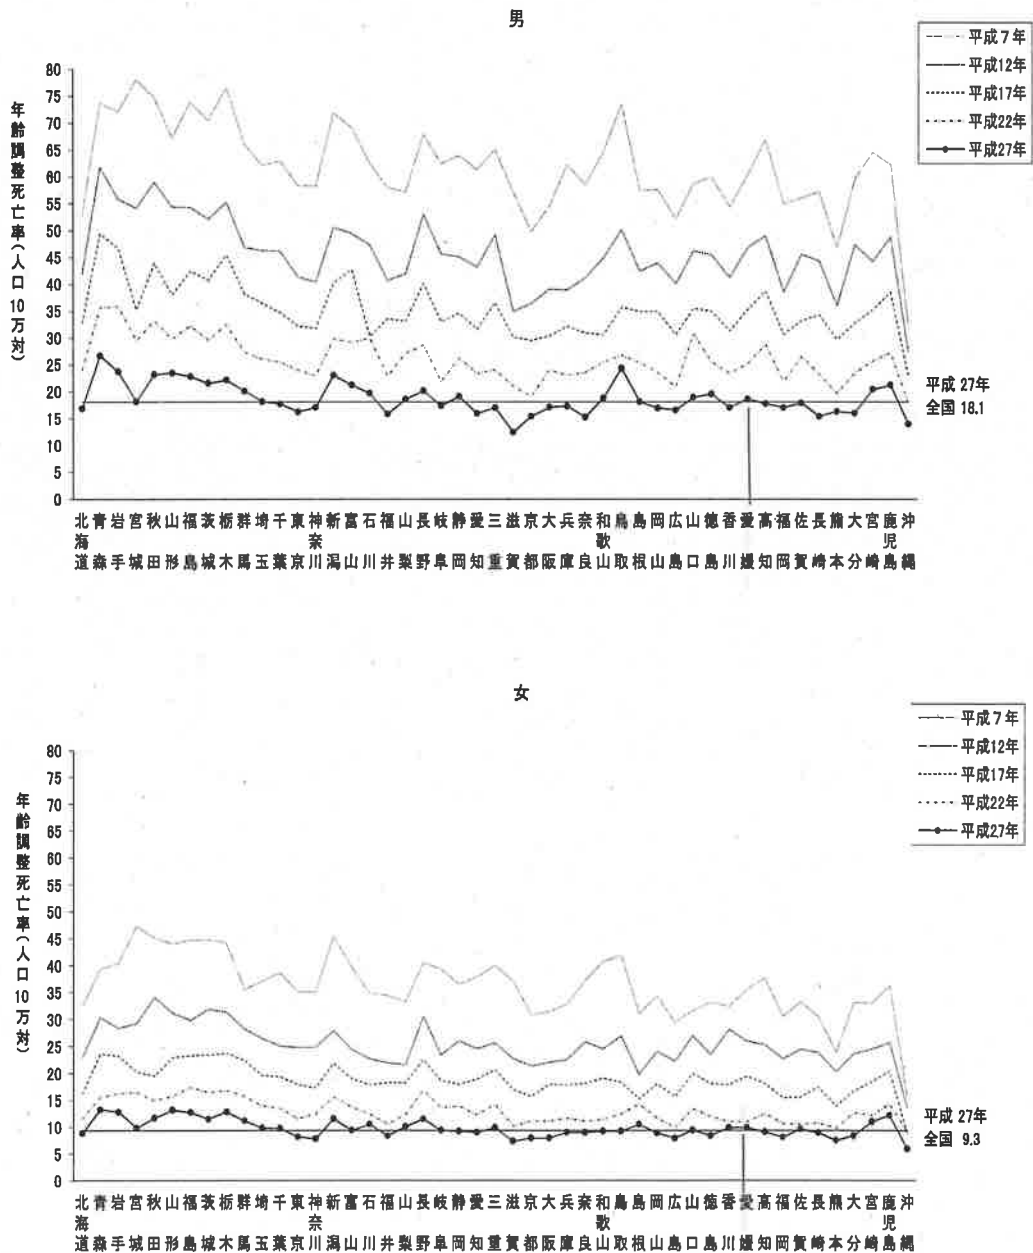 男
平成7年
平成12年
平成17年
平成22年
平成27年
年齢調整死亡率(人口10万対)
80
75
70
65
60
55
50
45
40
35
30
25
20
15
10
5
0
平成 27年
全国 18.1
北海道 青森 岩手 宮城 秋田 山形 福島 茨城 栃木 群馬 埼玉 千葉 東京 神奈川 新潟 富山 石川 福井 山梨 長野 岐阜 静岡 愛知 三重 滋賀 京都 大阪 兵庫 奈良 和歌山 鳥取 島根 岡山 広島 山口 徳島 香川 愛媛 高知 福岡 佐賀 長崎 熊本 大分 宮崎 鹿児島 沖縄
女
平成7年
平成12年
平成17年
平成22年
平成27年
年齢調整死亡率(人口10万対)
80
75
70
65
60
55
50
45
40
35
30
25
20
15
10
5
0
平成 27年
全国 9.3
北海道 青森 岩手 宮城 秋田 山形 福島 茨城 栃木 群馬 埼玉 千葉 東京 神奈川 新潟 富山 石川 福井 山梨 長野 岐阜 静岡 愛知 三重 滋賀 京都 大阪 兵庫 奈良 和歌山 鳥取 島根 岡山 広島 山口 徳島 香川 愛媛 高知 福岡 佐賀 長崎 熊本 大分 宮崎 鹿児島 沖縄